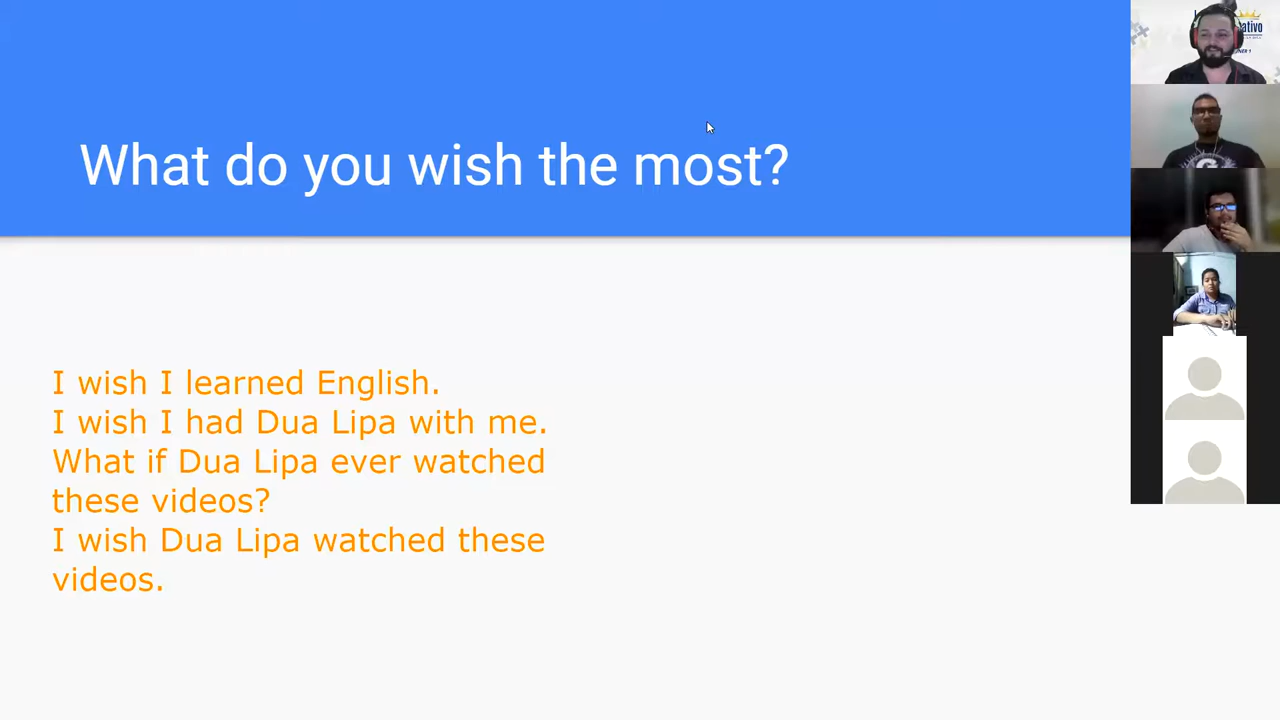 What do you wish the most?
I wish I learned English.
I wish I had Dua Lipa with me.
What if Dua Lipa ever watched
these videos?
I wish Dua Lipa watched these
videos.